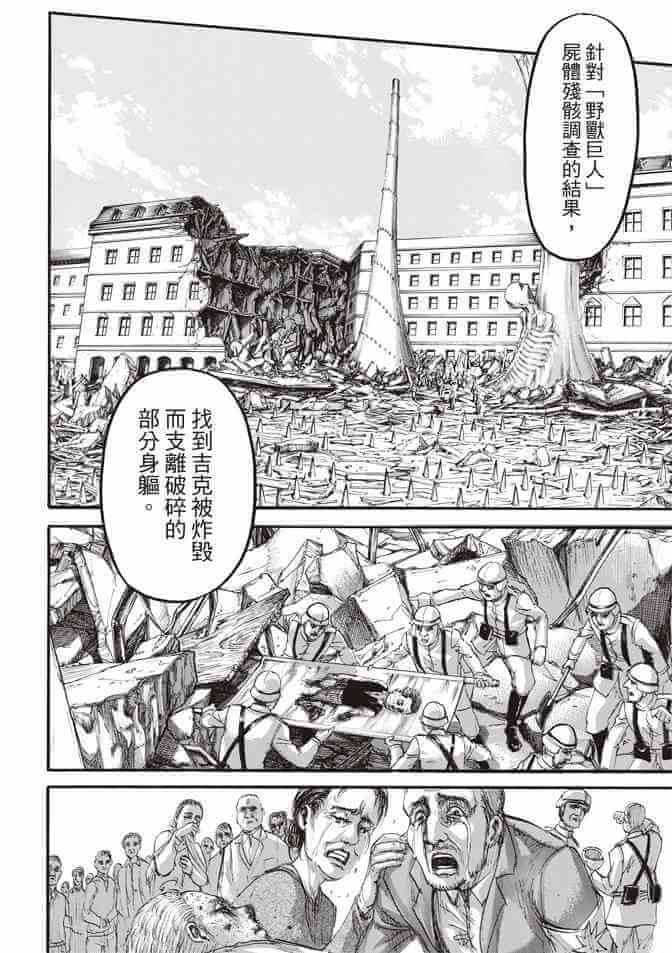 針對「野獸巨人」
屍體殘骸調查的結果，
找到吉克被炸毀
而支離破碎的
部分身軀。